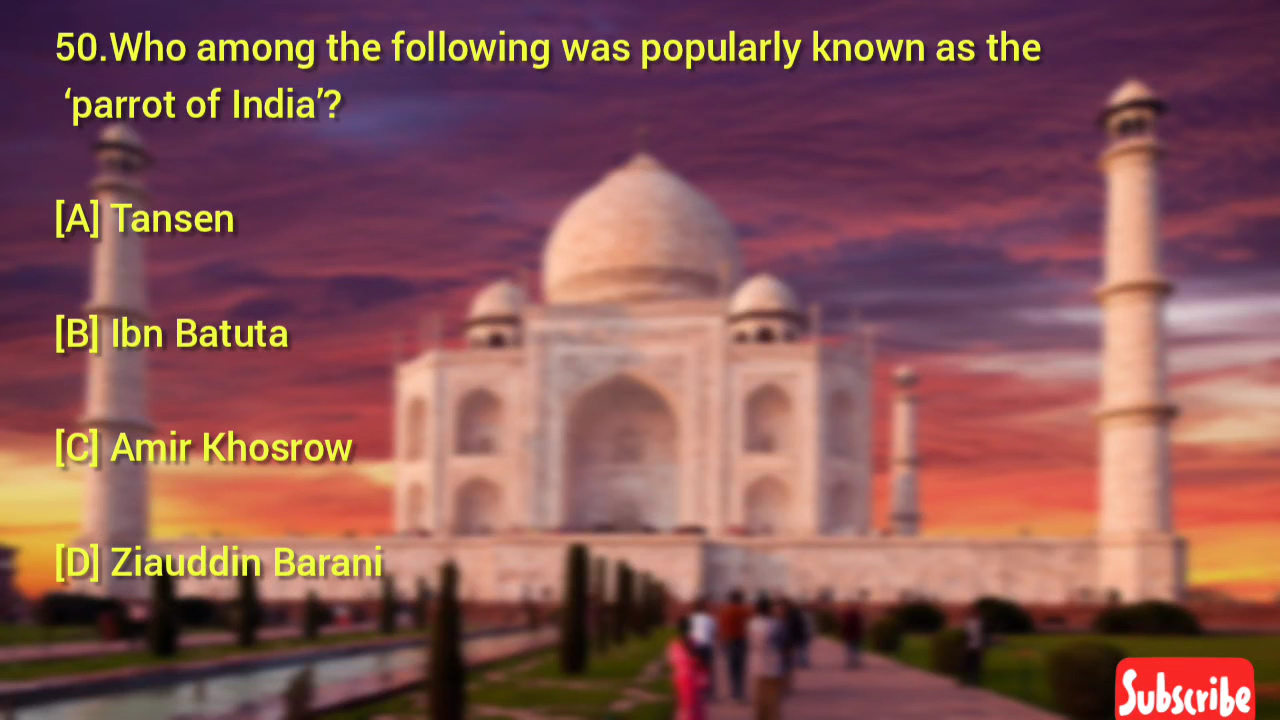 50.Who among the following was popularly known as the
‘parrot of India’?
[A] Tansen
[B] Ibn Batuta
[C] Amir Khosrow
[D] Ziauddin Barani
Subscribe